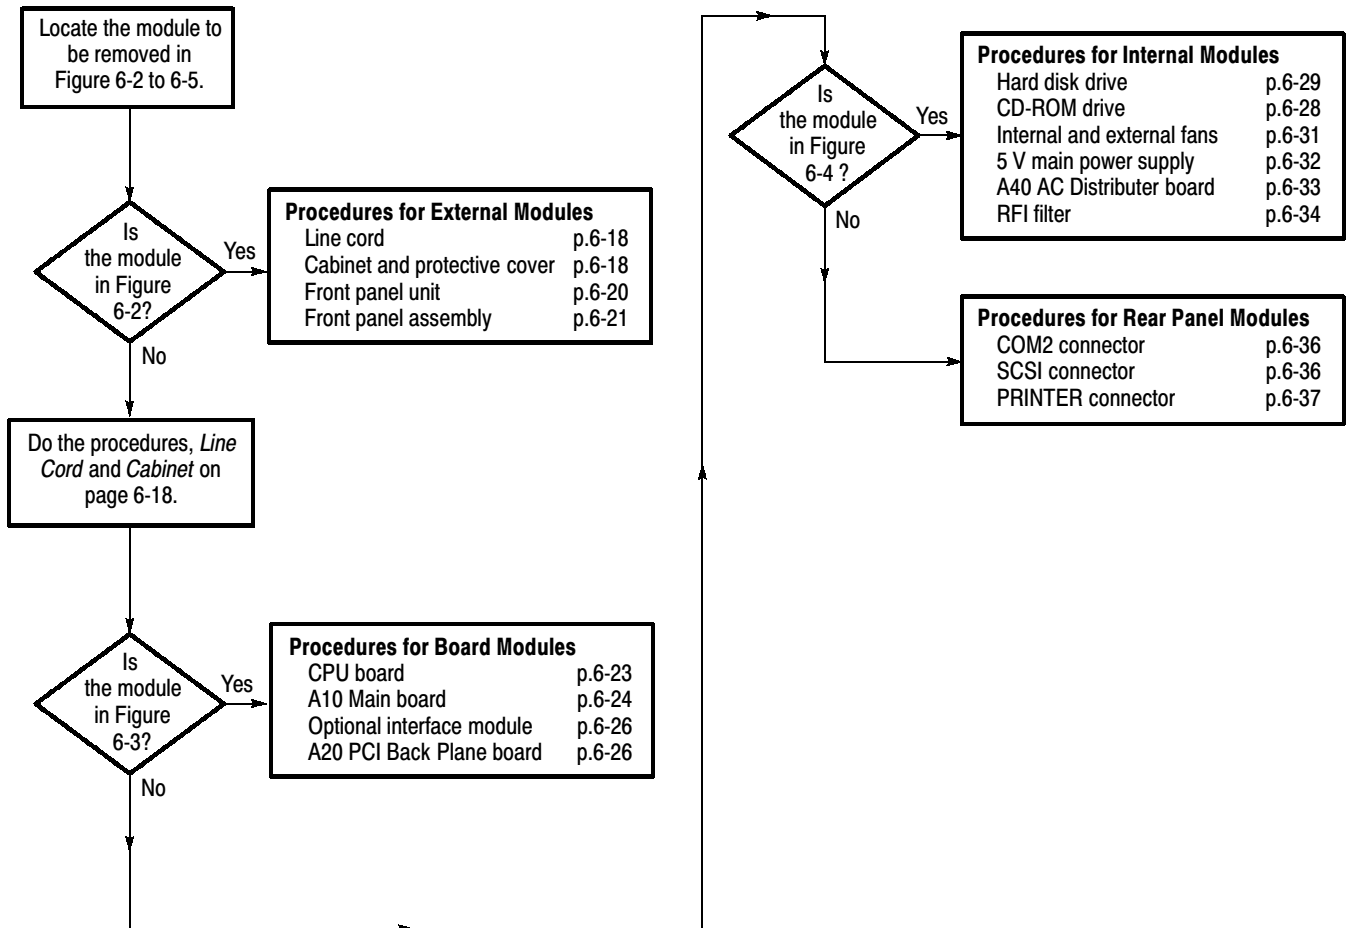 Locate the module to
be removed in
Figure 6-2 to 6-5.
Is
the module
in Figure
6-2?
Yes
No
Procedures for External Modules
Line cord p.6-18
Cabinet and protective cover p.6-18
Front panel unit p.6-20
Front panel assembly p.6-21
Do the procedures, Line
Cord and Cabinet on
page 6-18.
Is
the module
in Figure
6-3?
Yes
No
Procedures for Board Modules
CPU board p.6-23
A10 Main board p.6-24
Optional interface module p.6-26
A20 PCI Back Plane board p.6-26
Is
the module
in Figure
6-4 ?
Yes
No
Procedures for Internal Modules
Hard disk drive p.6-29
CD-ROM drive p.6-28
Internal and external fans p.6-31
5 V main power supply p.6-32
A40 AC Distributer board p.6-33
RFI filter p.6-34
Procedures for Rear Panel Modules
COM2 connector p.6-36
SCSI connector p.6-36
PRINTER connector p.6-37